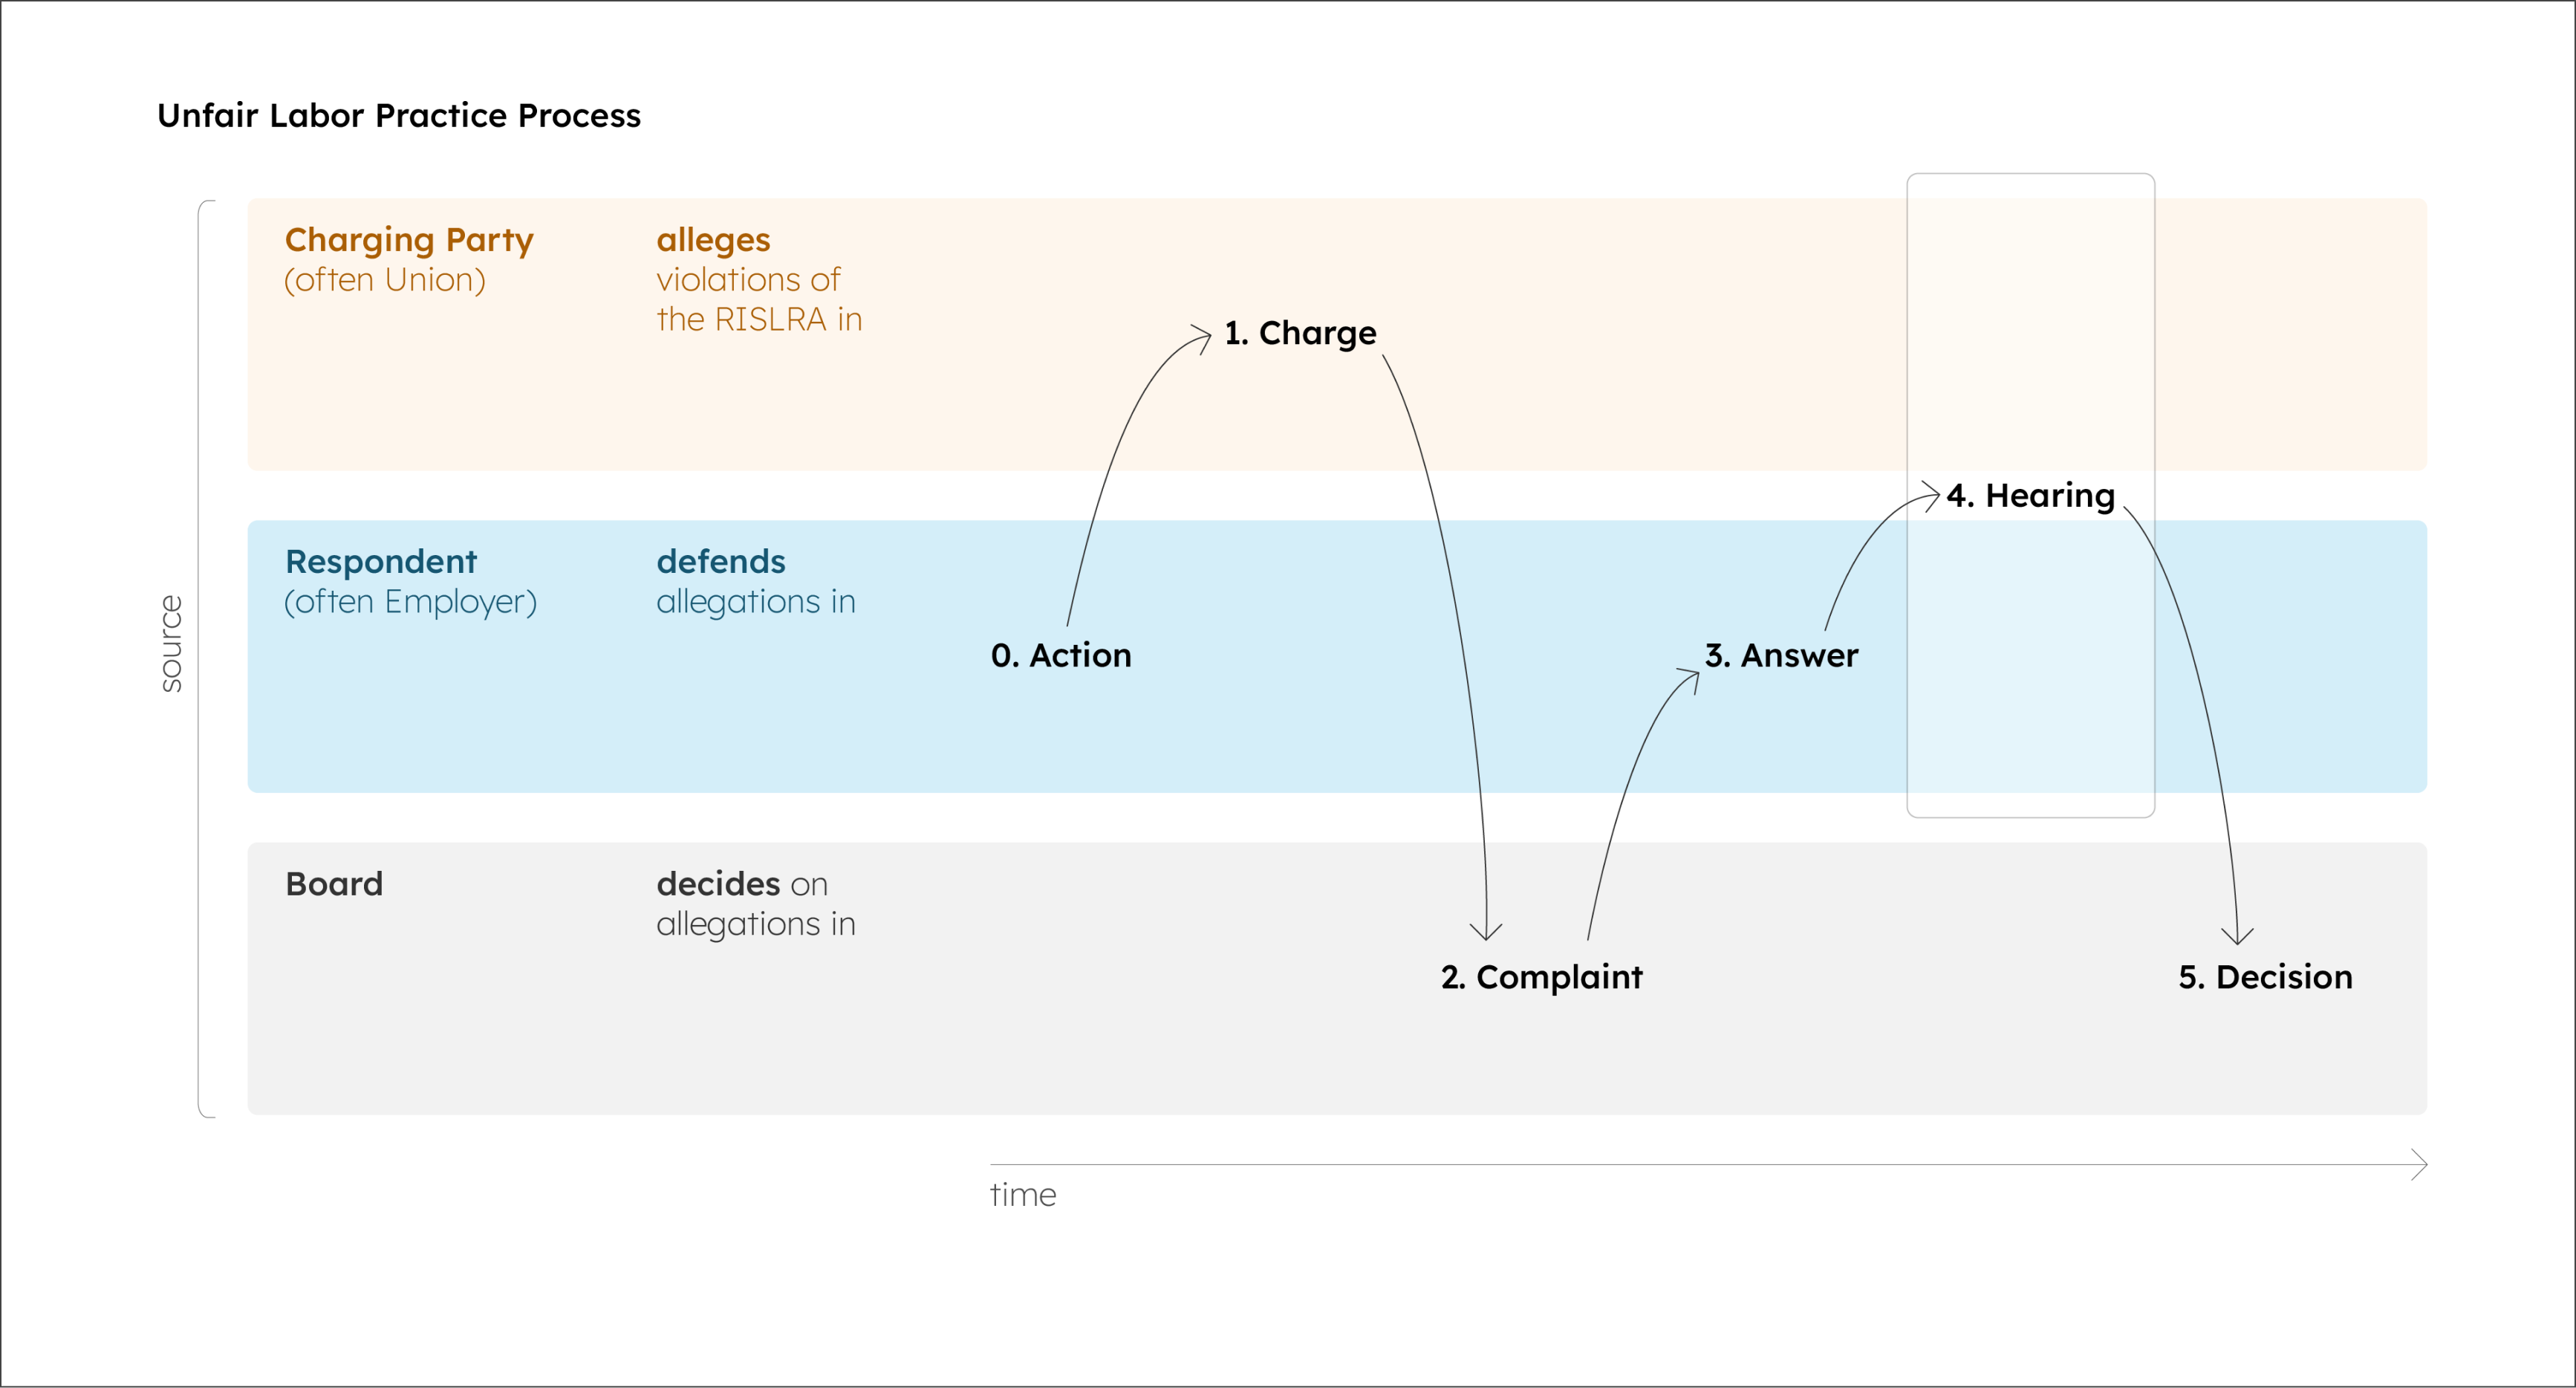 Unfair Labor Practice Process
Charging Party
(often Union)
alleges
violations of
the RISLRA in
1. Charge
4. Hearing
Respondent
(often Employer)
defends
allegations in
0. Action
3. Answer
source
Board
decides on
allegations in
2. Complaint
5. Decision
time